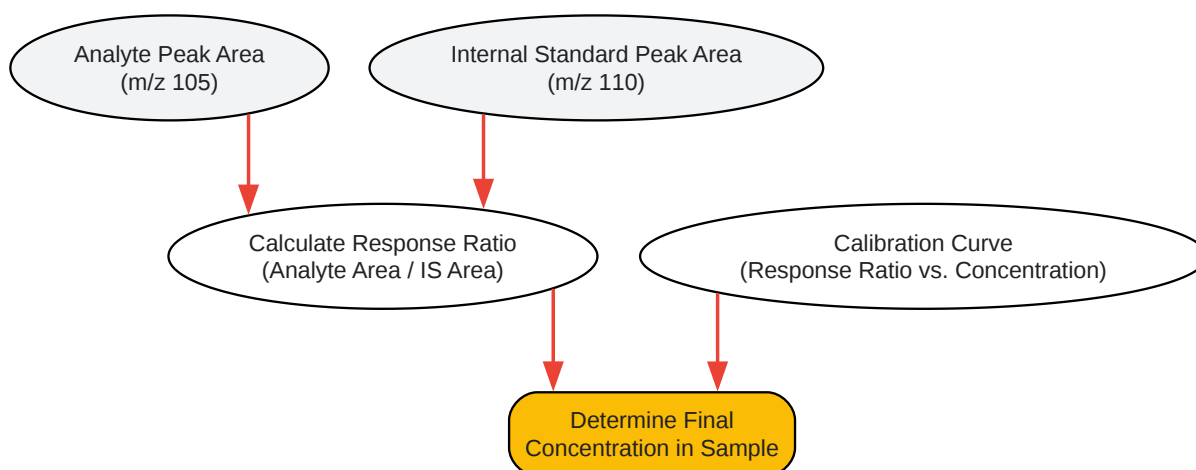 Analyte Peak Area
(m/z 105)
Internal Standard Peak Area
(m/z 110)
Calculate Response Ratio
(Analyte Area / IS Area)
Calibration Curve
(Response Ratio vs. Concentration)
Determine Final
Concentration in Sample